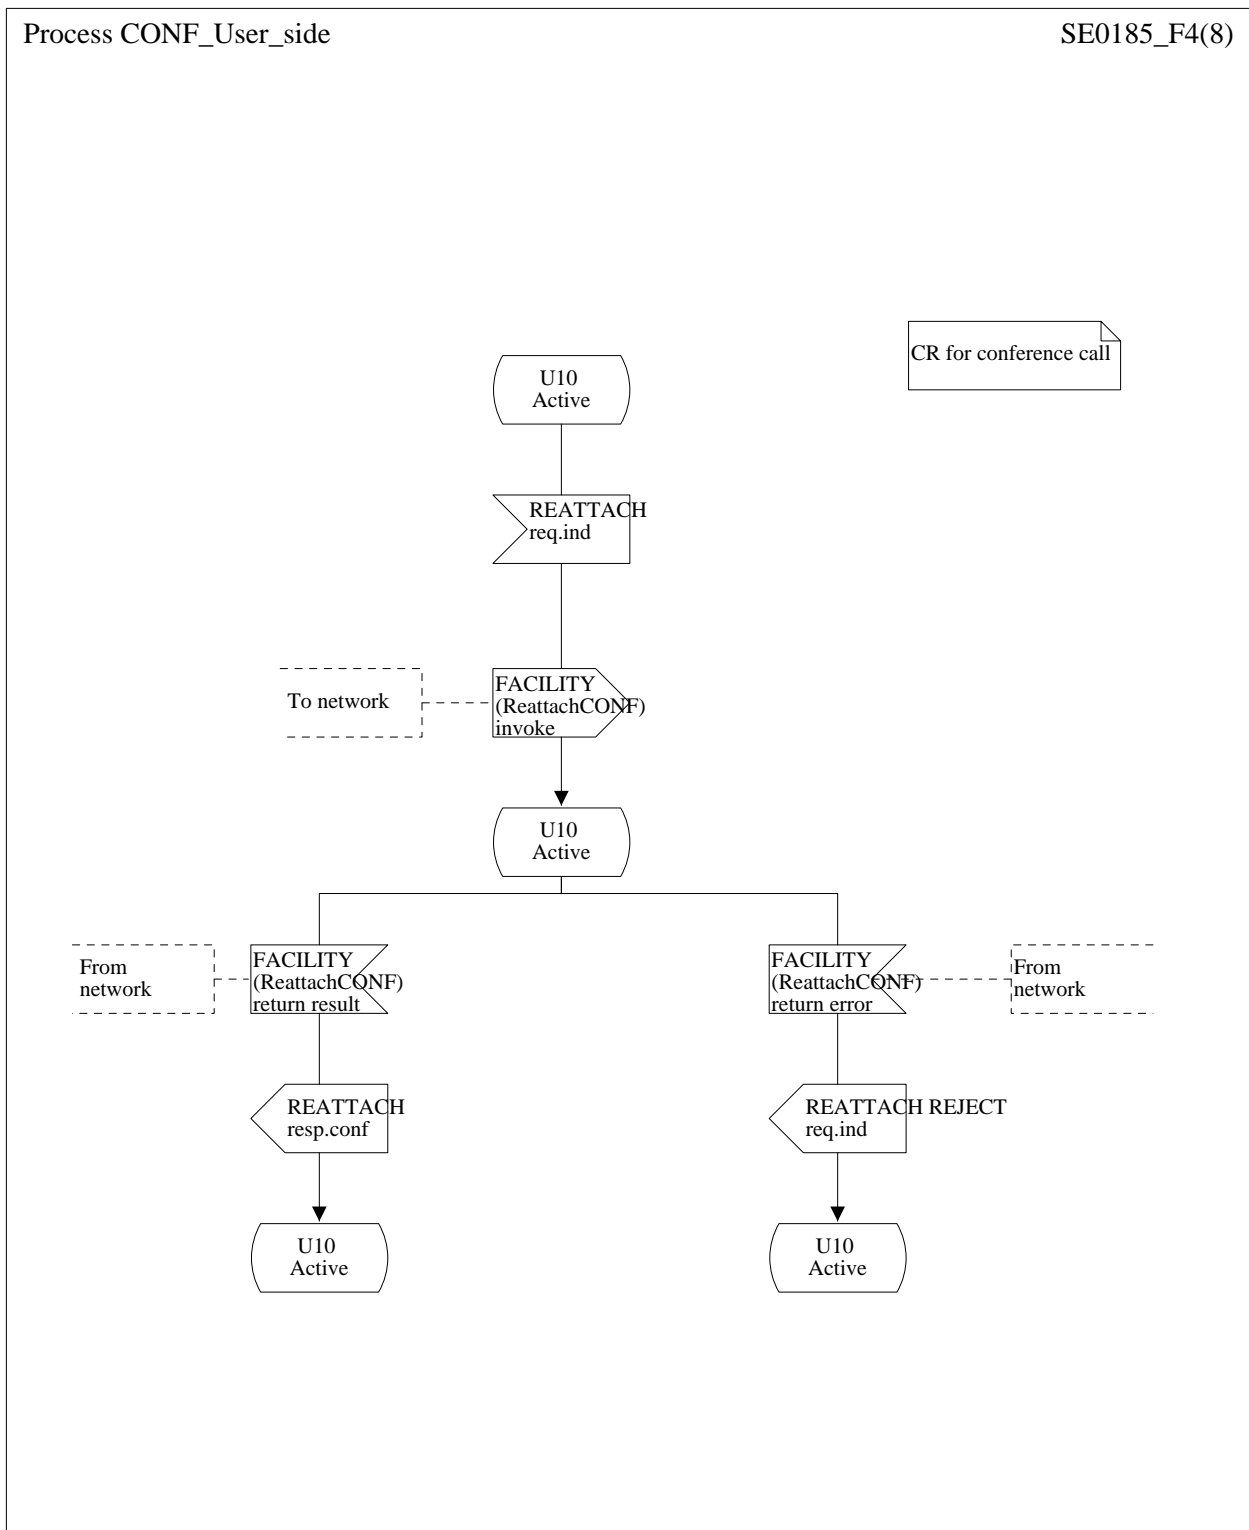 Process CONF_User_side
SE0185_F4(8)
CR for conference call
U10
Active
REATTACH
req.ind
To network
FACILITY
(ReattachCONF)
invoke
U10
Active
From
network
FACILITY
(ReattachCONF)
return result
FACILITY
(ReattachCONF)
return error
From
network
REATTACH
resp.conf
REATTACH REJECT
req.ind
U10
Active
U10
Active